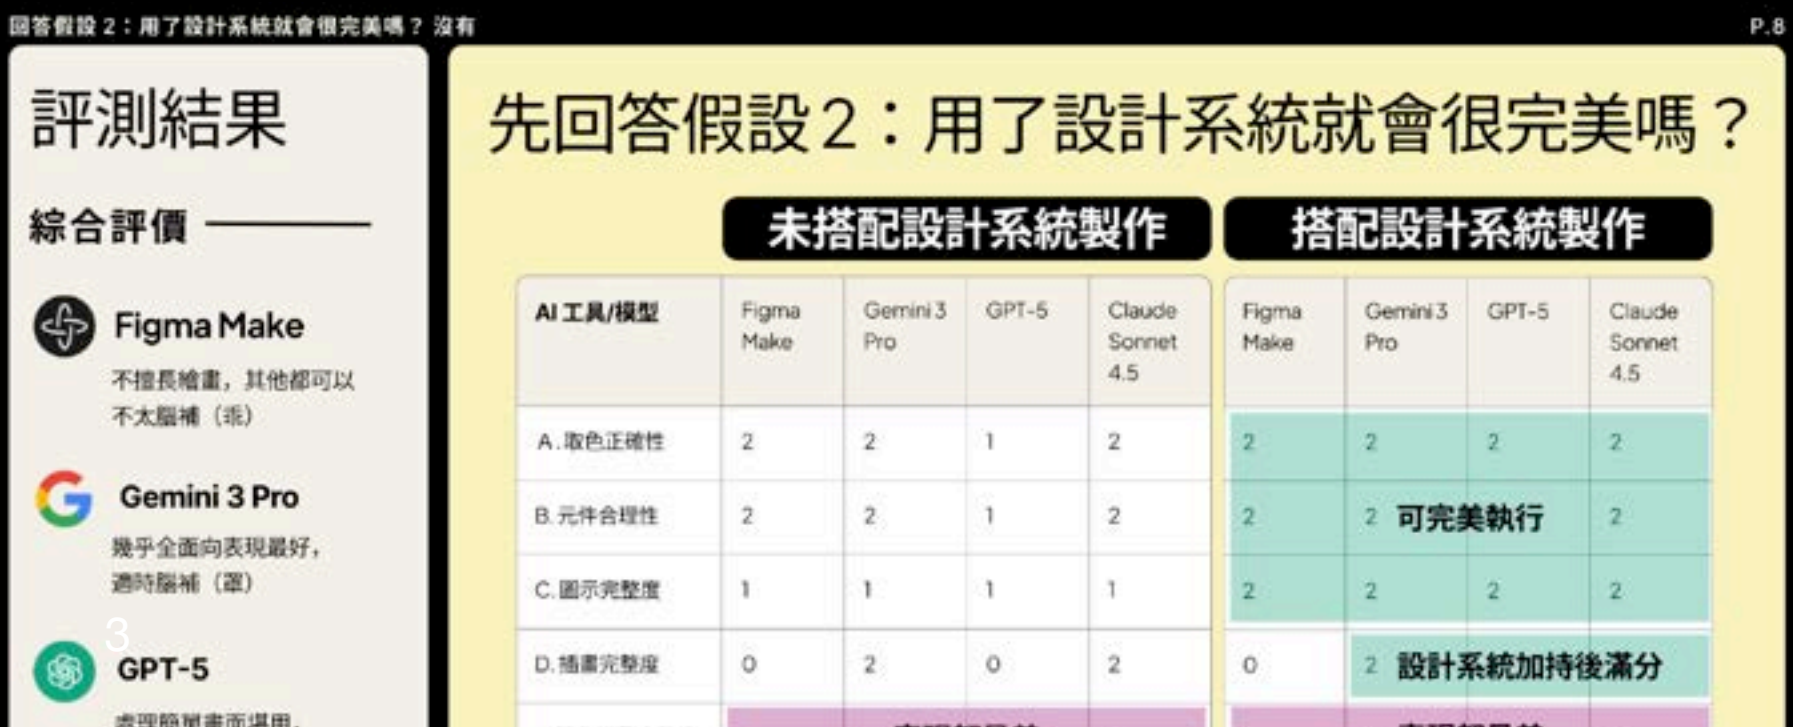 回答假設 2：用了設計系統就會很完美嗎？ 沒有
P.8
評測結果
綜合評價
Figma Make
不擅長繪畫，其他都可以
不太腦補（乖）
Gemini 3 Pro
幾乎全面向表現最好，
適時腦補（罩）
3
GPT-5
處理簡單畫面堪用，
先回答假設 2：用了設計系統就會很完美嗎？
未搭配設計系統製作 搭配設計系統製作
AI 工具/模型 Figma Make Gemini 3 Pro GPT-5 Claude Sonnet 4.5 Figma Make Gemini 3 Pro GPT-5 Claude Sonnet 4.5
A. 取色正確性 2 2 1 2 2 2 2 2
B. 元件合理性 2 2 1 2 2 2 可完美執行 2
C. 圖示完整度 1 1 1 1 2 2 2 2
D. 插畫完整度 0 2 0 2 0 2 設計系統加持後滿分